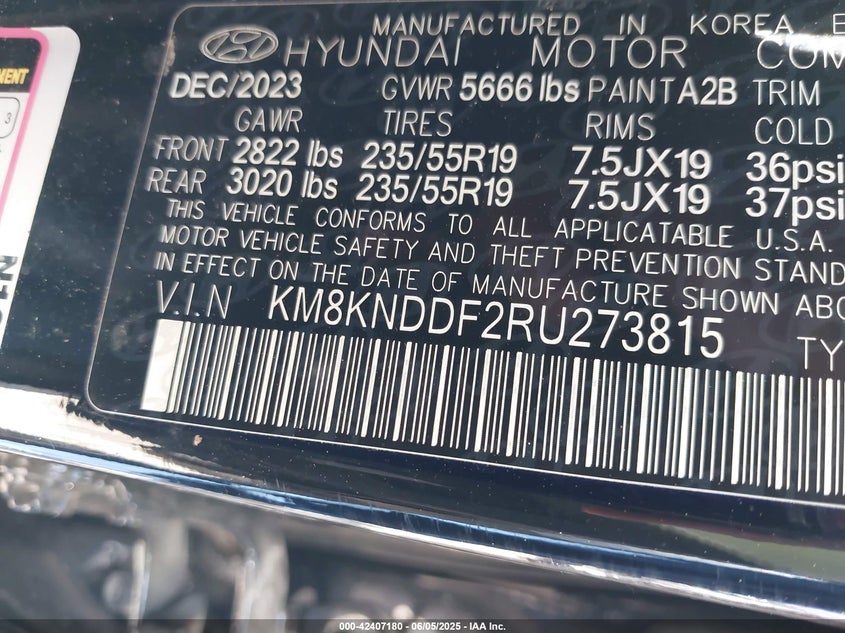 MANUFACTURED IN KOREA
HYUNDAI MOTOR
DEC/2023 GVWR 5666 lbs PAINT A2B TRIM
GAWR TIRES RIMS COLD
FRONT 2822 lbs 235/55R19 7.5JX19 36psi
REAR 3020 lbs 235/55R19 7.5JX19 37psi
THIS VEHICLE CONFORMS TO ALL APPLICATABLE U.S.A.
MOTOR VEHICLE SAFETY AND THEFT PREVENTION
IN EFFECT ON THE DATE OF MANUFACTURE SHOWN
V.I.N KM8KNDDF2RU273815
3
000-42407180 - 06/05/2025 - IAA Inc.